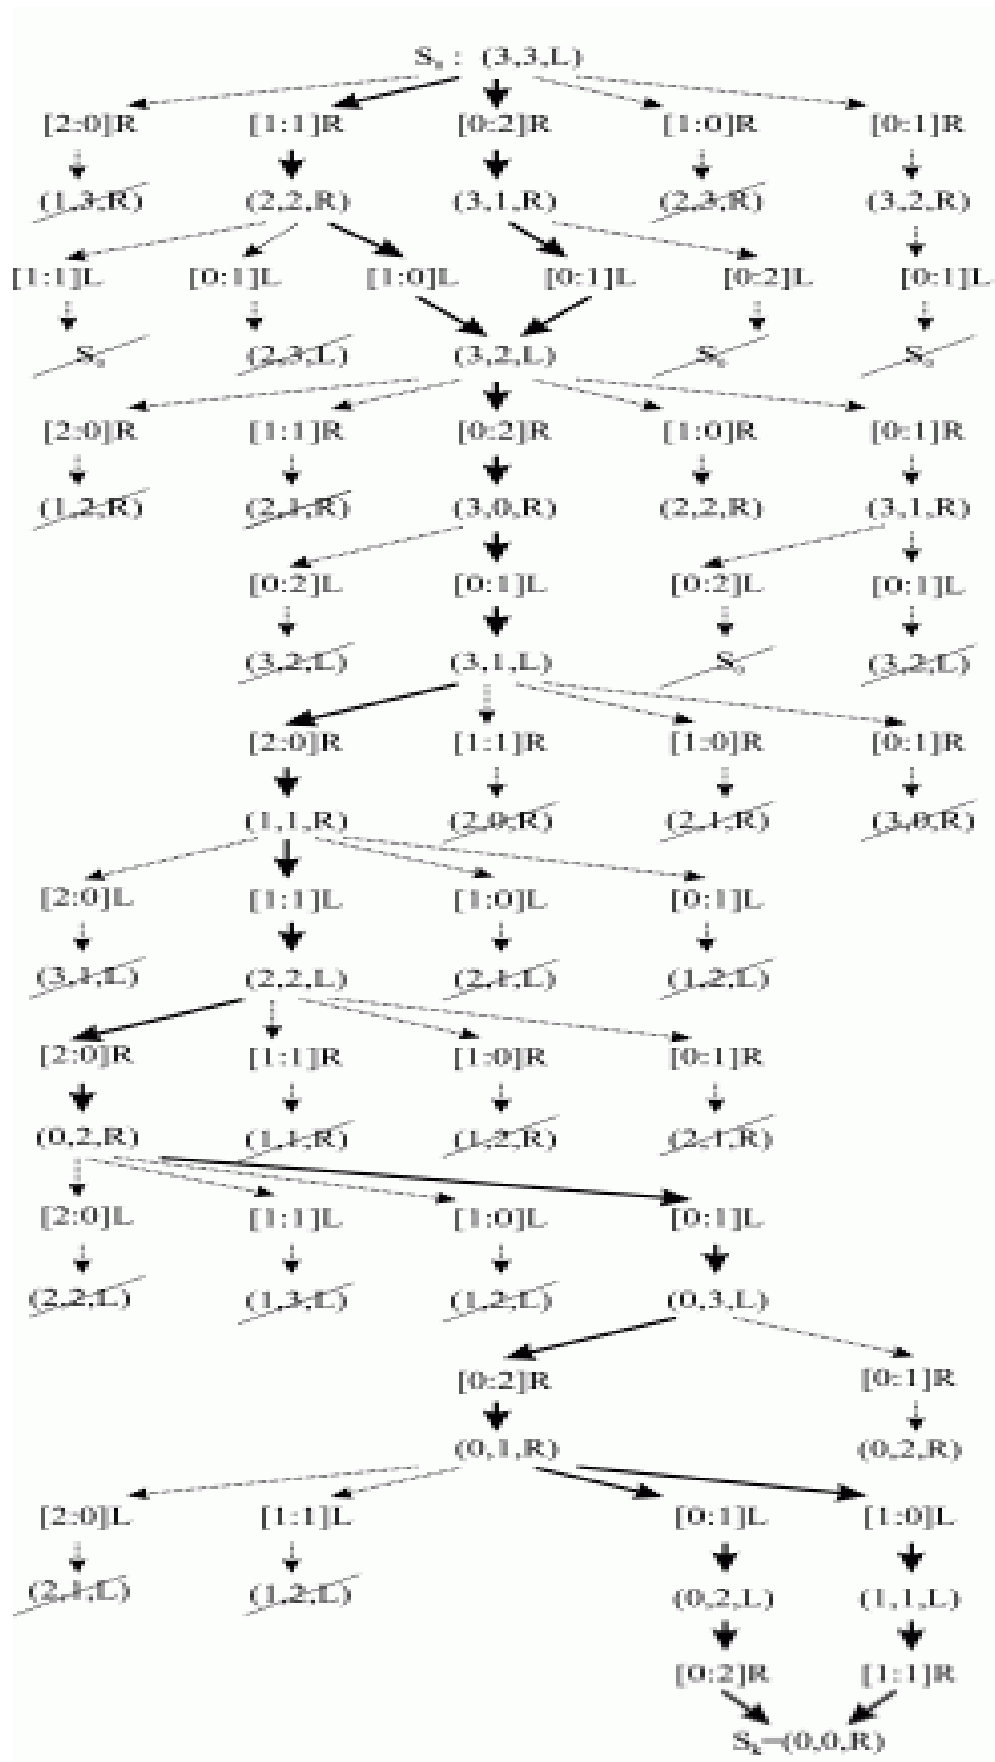 S₀ : (3,3,L)
[2:0]R [1:1]R [0:2]R [1:0]R [0:1]R
(1,3,R) (2,2,R) (3,1,R) (2,3,R) (3,2,R)
[1:1]L [0:1]L [1:0]L [0:1]L [0:2]L [0:1]L
S₀ (2,3,L) (3,2,L) S₀ S₀
[2:0]R [1:1]R [0:2]R [1:0]R [0:1]R
(1,2,R) (2,1,R) (3,0,R) (2,2,R) (3,1,R)
[0:2]L [0:1]L [0:2]L [0:1]L
(3,2,L) (3,1,L) S₀ (3,2,L)
[2:0]R [1:1]R [1:0]R [0:1]R
(1,1,R) (2,0,R) (2,1,R) (3,0,R)
[2:0]L [1:1]L [1:0]L [0:1]L
(3,1,L) (2,2,L) (2,1,L) (1,2,L)
[2:0]R [1:1]R [1:0]R [0:1]R
(0,2,R) (1,1,R) (1,2,R) (2,1,R)
[2:0]L [1:1]L [1:0]L [0:1]L
(2,2,L) (1,3,L) (1,2,L) (0,3,L)
[0:2]R [0:1]R
(0,1,R) (0,2,R)
[2:0]L [1:1]L [0:1]L [1:0]L
(2,1,L) (1,2,L) (0,2,L) (1,1,L)
[0:2]R [1:1]R
Sₖ=(0,0,R)